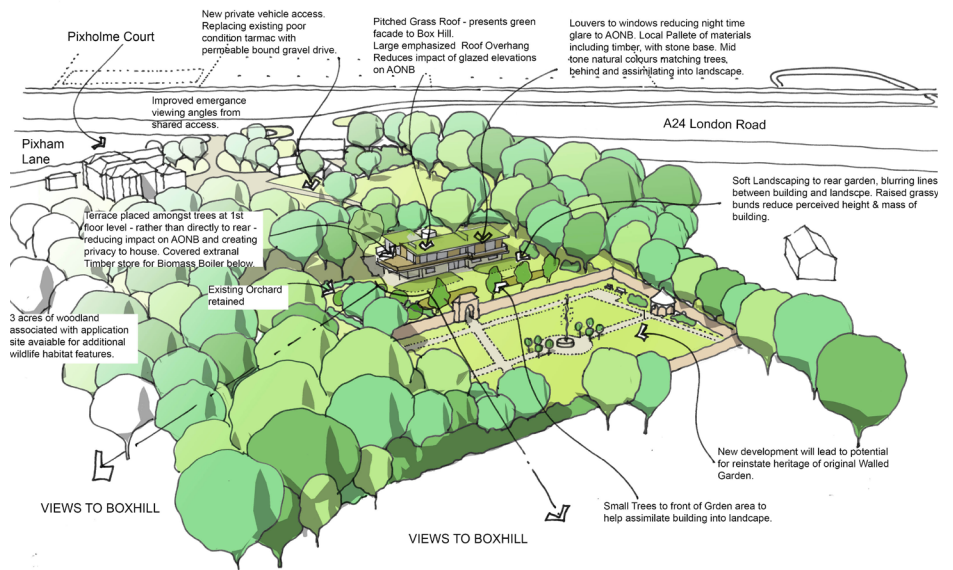 New private vehicle access.
Replacing existing poor
condition tarmac with
permeable bound gravel drive.
Pitched Grass Roof - presents green
facade to Box Hill.
Large emphasized Roof Overhang
Reduces impact of glazed elevations
on AONB
Louvers to windows reducing night time
glare to AONB. Local Pallete of materials
including timber, with stone base. Mid
tone natural colours matching trees,
behind and assimilating into landscape.
Pixholme Court
Improved emergance
viewing angles from
shared access.
A24 London Road
Pixham
Lane
Soft Landscaping to rear garden, blurring lines
between building and landscpe. Raised grassy
bunds reduce perceived height & mass of
building.
Terrace placed amongst trees at 1st
floor level - rather than directly to rear -
reducing impact on AONB and creating
privacy to house. Covered extranal
Timber store for Biomass Boiler below.
Existing Orchard
retained
3 acres of woodland
associated with application
site avaiable for additional
wildlife habitat features.
New development will lead to potential
for reinstate heritage of original Walled
Garden.
VIEWS TO BOXHILL
Small Trees to front of Grden area to
help assimilate building into landcape.
VIEWS TO BOXHILL